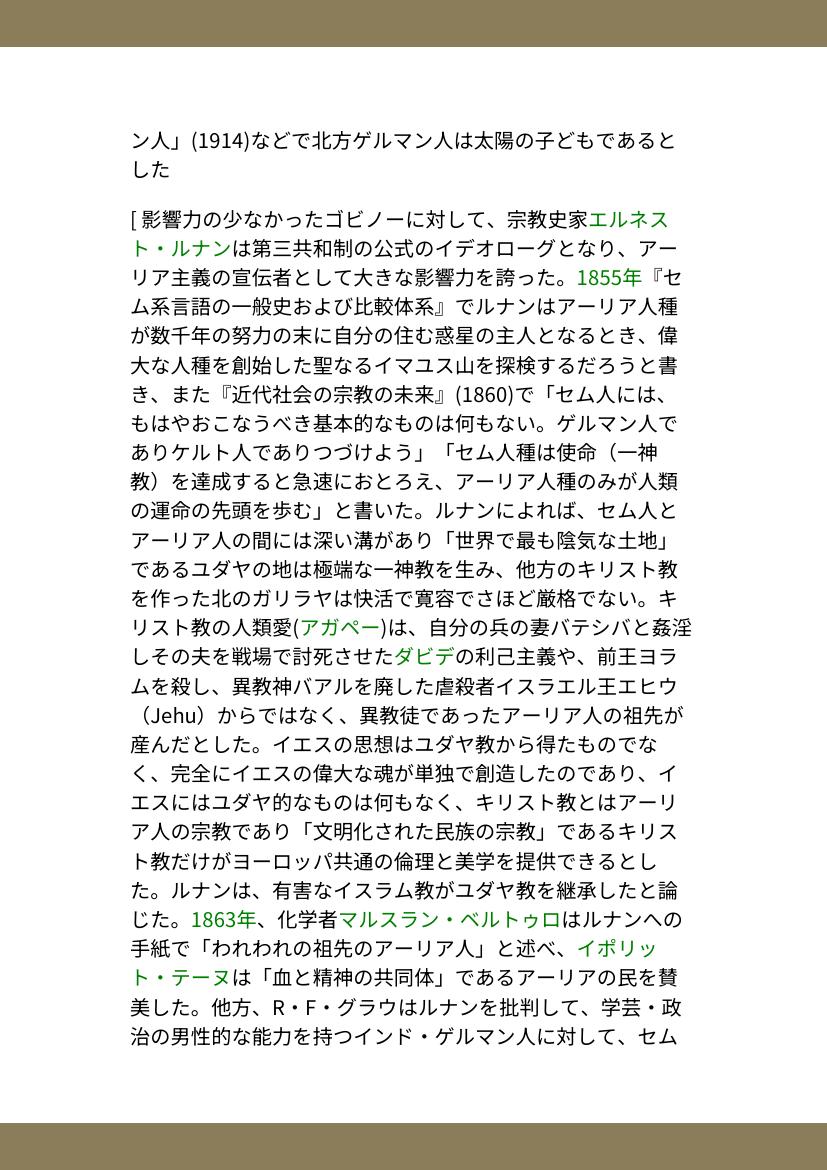 ン人」(1914)などで北方ゲルマン人は太陽の子どもであると
した
[ 影響力の少なかったゴビノーに対して、宗教史家エルネス
ト・ルナンは第三共和制の公式のイデオローグとなり、アー
リア主義の宣伝者として大きな影響力を誇った。1855年『セ
ム系言語の一般史および比較体系』でルナンはアーリア人種
が数千年の努力の末に自分の住む惑星の主人となるとき、偉
大な人種を創始した聖なるイマユス山を探検するだろうと書
き、また『近代社会の宗教の未来』(1860)で「セム人には、
もはやおこなうべき基本的なものは何もない。ゲルマン人で
ありケルト人でありつづけよう」「セム人種は使命（一神
教）を達成すると急速におとろえ、アーリア人種のみが人類
の運命の先頭を歩む」と書いた。ルナンによれば、セム人と
アーリア人の間には深い溝があり「世界で最も陰気な土地」
であるユダヤの地は極端な一神教を生み、他方のキリスト教
を作った北のガリラヤは快活で寛容でさほど厳格でない。キ
リスト教の人類愛(アガペー)は、自分の兵の妻バテシバと姦淫
しその夫を戦場で討死させたダビデの利己主義や、前王ヨラ
ムを殺し、異教神バアルを廃した虐殺者イスラエル王エヒウ
（Jehu）からではなく、異教徒であったアーリア人の祖先が
産んだとした。イエスの思想はユダヤ教から得たものでな
く、完全にイエスの偉大な魂が単独で創造したのであり、イ
エスにはユダヤ的なものは何もなく、キリスト教とはアーリ
ア人の宗教であり「文明化された民族の宗教」であるキリス
ト教だけがヨーロッパ共通の倫理と美学を提供できるとし
た。ルナンは、有害なイスラム教がユダヤ教を継承したと論
じた。1863年、化学者マルスラン・ベルトゥロはルナンへの
手紙で「われわれの祖先のアーリア人」と述べ、イポリッ
ト・テーヌは「血と精神の共同体」であるアーリアの民を賛
美した。他方、R・F・グラウはルナンを批判して、学芸・政
治の男性的な能力を持つインド・ゲルマン人に対して、セム